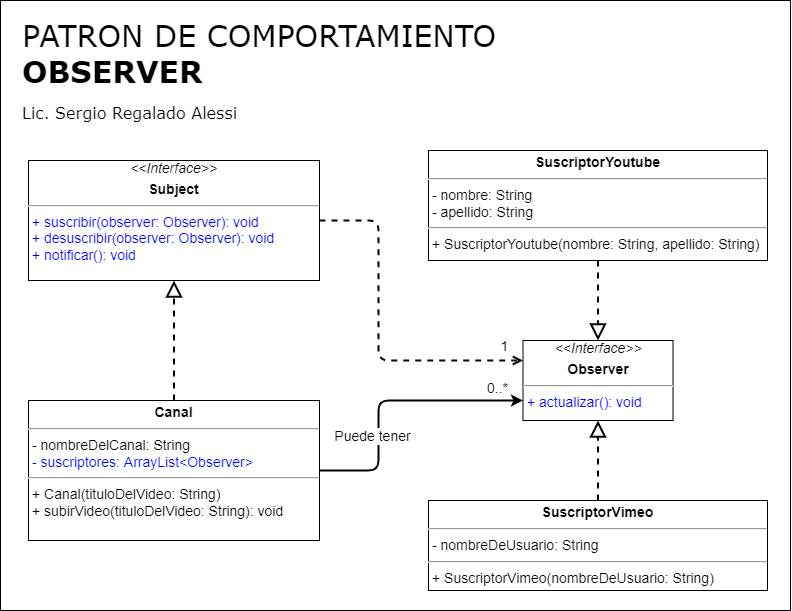 PATRON DE COMPORTAMIENTO
OBSERVER
Lic. Sergio Regalado Alessi
<<Interface>>
Subject
+ suscribir(observer: Observer): void
+ desuscribir(observer: Observer): void
+ notificar(): void
SuscriptorYoutube
- nombre: String
- apellido: String
+ SuscriptorYoutube(nombre: String, apellido: String)
1
<<Interface>>
Observer
+ actualizar(): void
0..*
Puede tener
Canal
- nombreDelCanal: String
- suscriptores: ArrayList<Observer>
+ Canal(tituloDelVideo: String)
+ subirVideo(tituloDelVideo: String): void
SuscriptorVimeo
- nombreDeUsuario: String
+ SuscriptorVimeo(nombreDeUsuario: String)